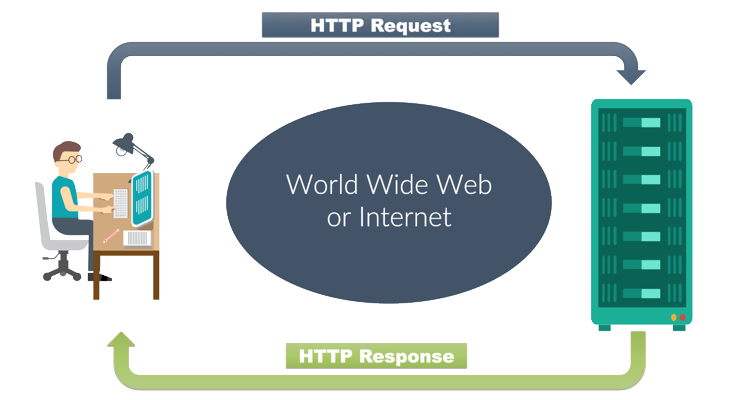 HTTP Request
World Wide Web
or Internet
HTTP Response